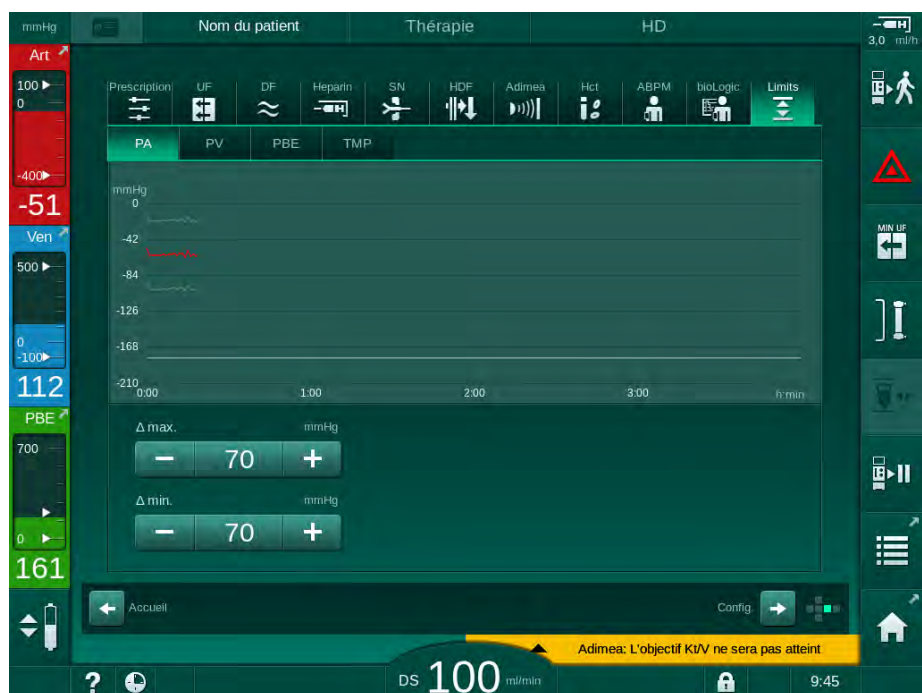 mmHg
Nom du patient
Thérapie
HD
3,0 ml/h
Art
100
0
-400
-51
Ven
500
0
-100
112
PBE
700
0
161
Prescription UF DF Heparin SN HDF Adimea Hct ABPM bioLogic Limits
PA PV PBE TMP
mmHg
0
-42
-84
-126
-168
-210
0:00 1:00 2:00 3:00 h:min
Δ max. mmHg
− 70 +
Δ min. mmHg
− 70 +
Accueil
Config.
Adimea: L'objectif Kt/V ne sera pas atteint
MIN UF
? DS 100 ml/min 9:45